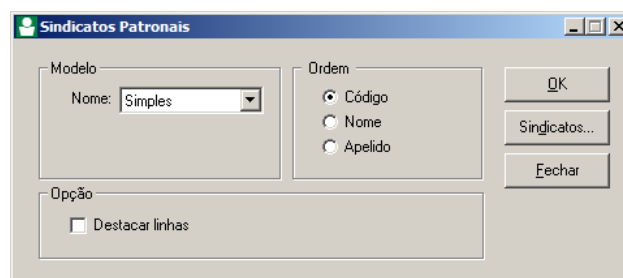 Sindicatos Patronais
Modelo
Nome: Simples
Ordem
Código
Nome
Apelido
OK
Sindicatos...
Fechar
Opção
Destacar linhas